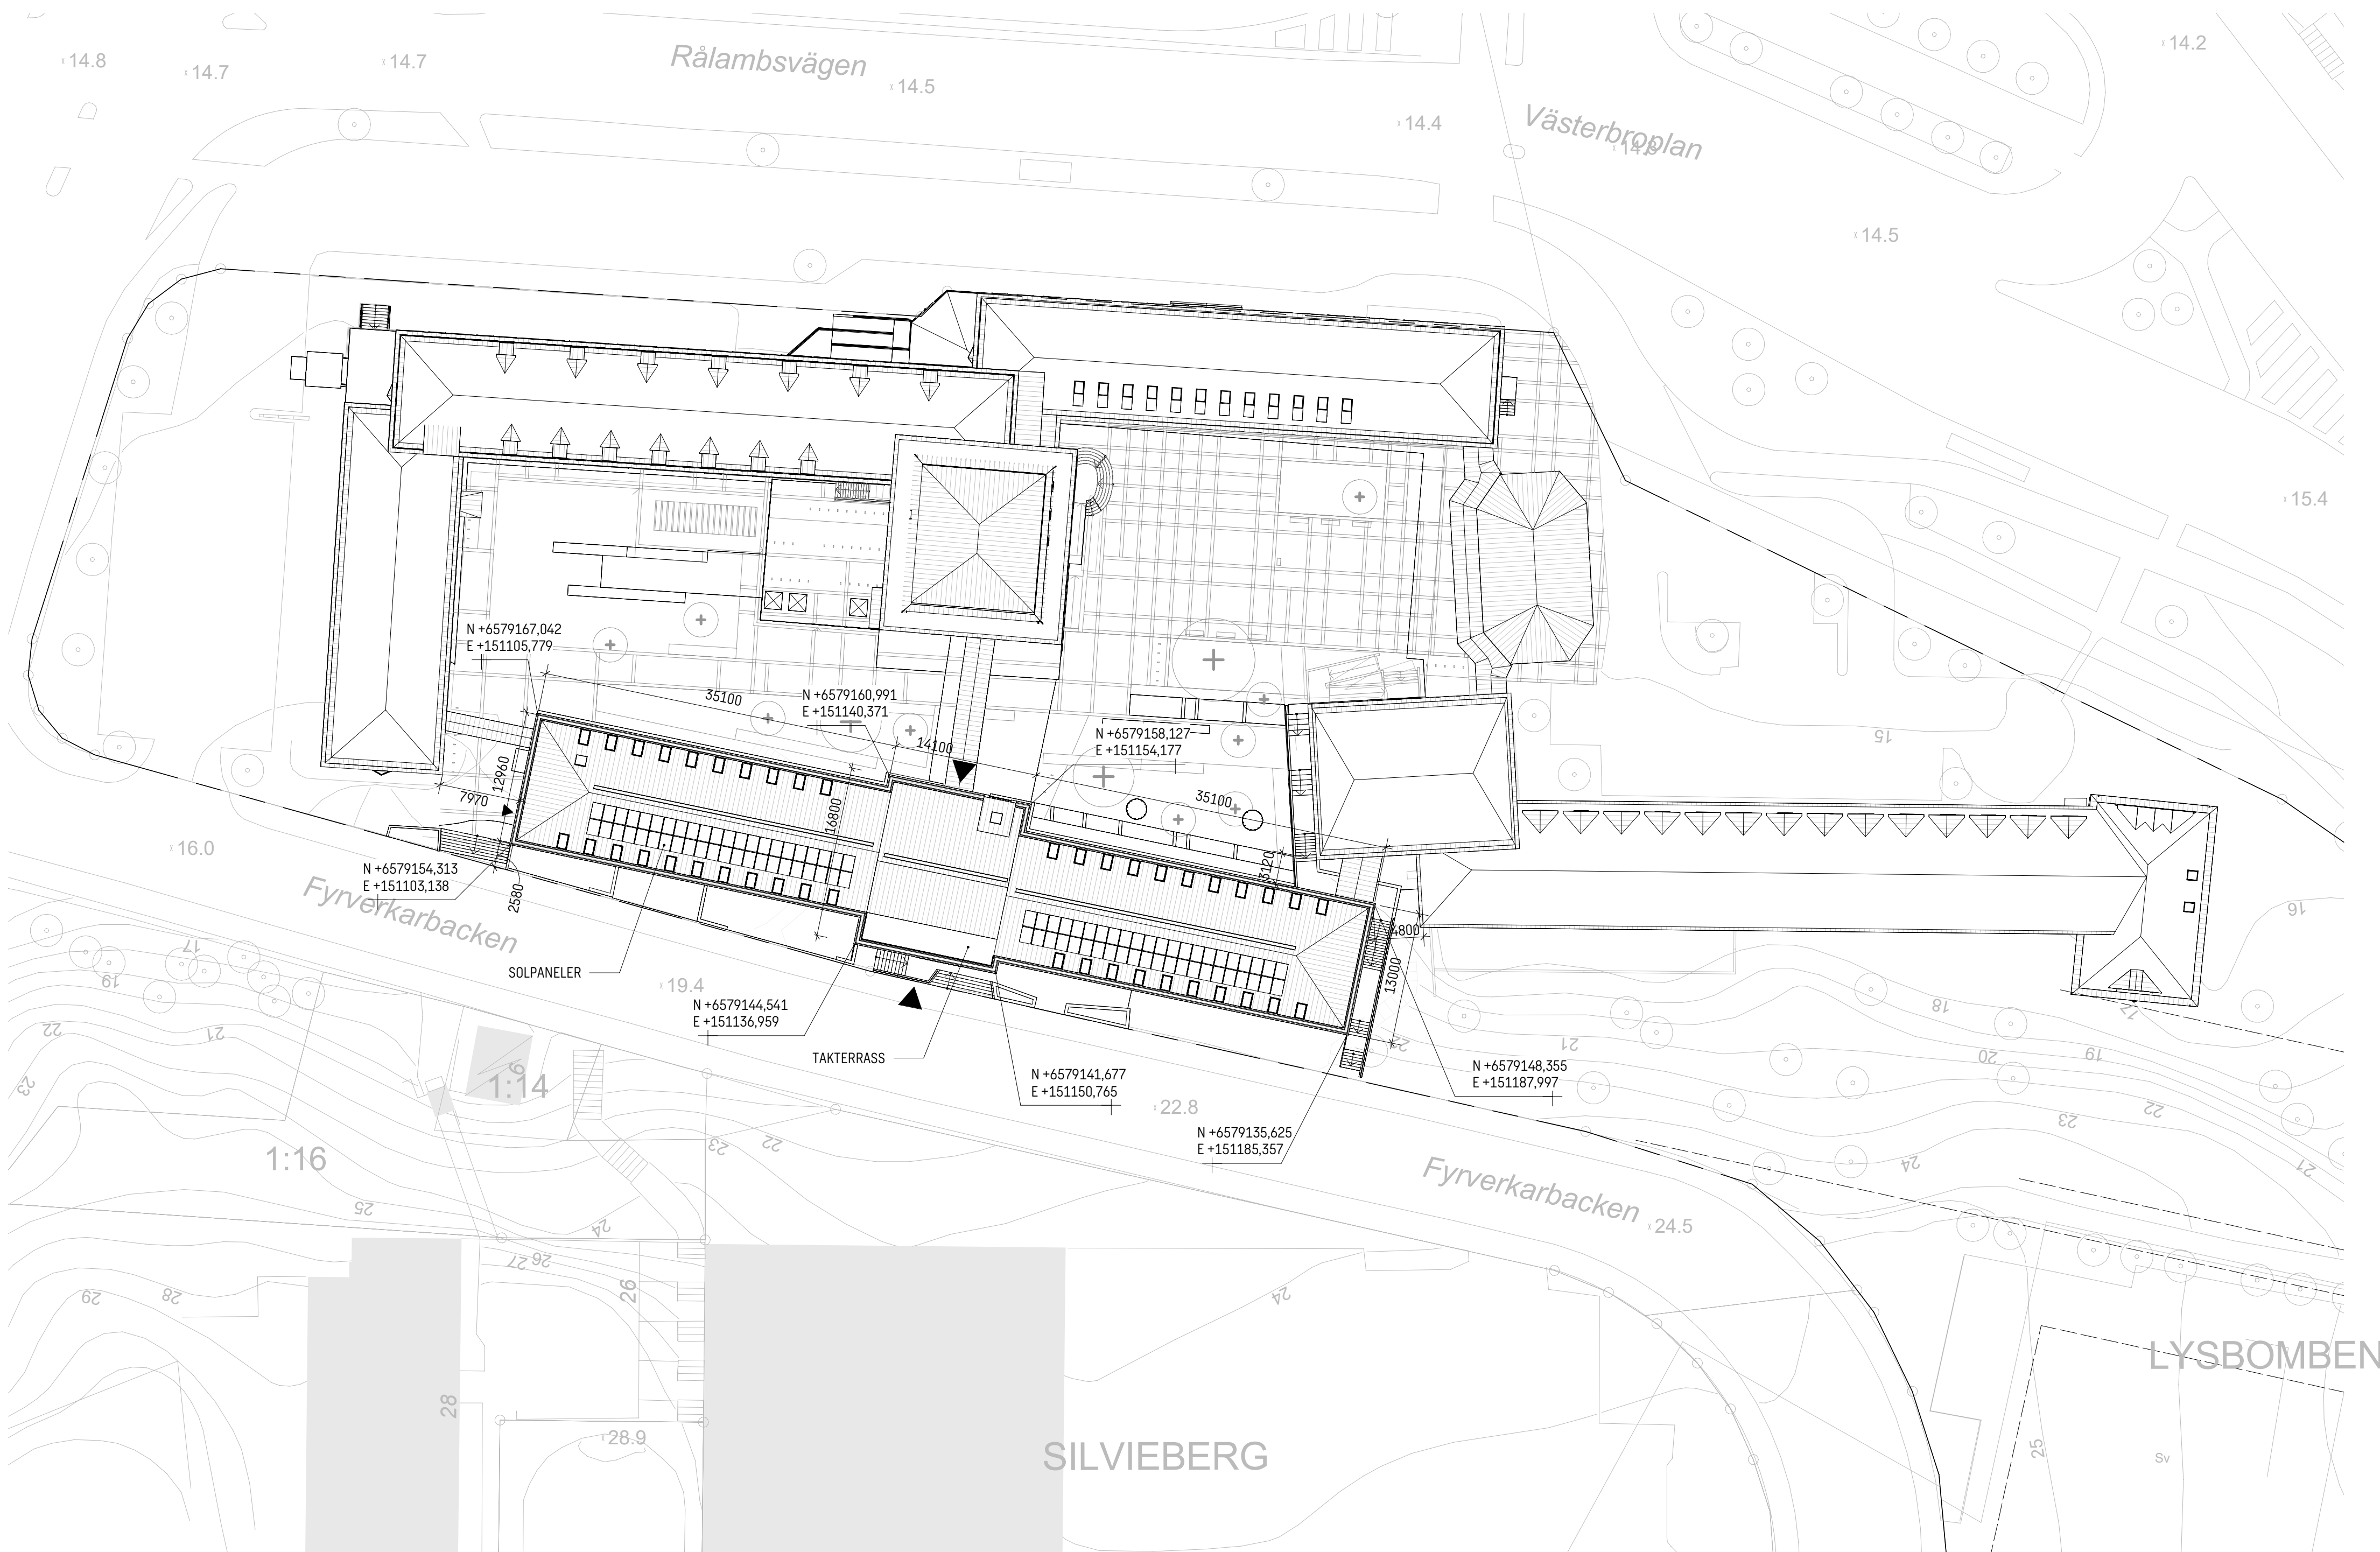 14.2
14.8
14.7
14.7
Rålambsvägen
14.5
14.4
Västerbroplan
14.5
15.4
N +6579167,042
E +151105,779
35100
N +6579160,991
E +151140,371
14100
N +6579158,127
E +151154,177
15
12960
7970
16800
35100
3120
16.0
N +6579154,313
E +151103,138
2580
Fyrverkarbacken
4800
16
17
19
SOLPANELER
19.4
13000
18
17
22
21
N +6579144,541
E +151136,959
TAKTERRASS
22
21
20
19
23
6
1:14
N +6579141,677
E +151150,765
N +6579148,355
E +151187,997
22.8
22
23
N +6579135,625
E +151185,357
1:16
23
22
Fyrverkarbacken
24
21
25
24
24.5
27
26
26
29
28
24
LYSBOMBEN
28
28.9
SILVIEBERG
25
Sv